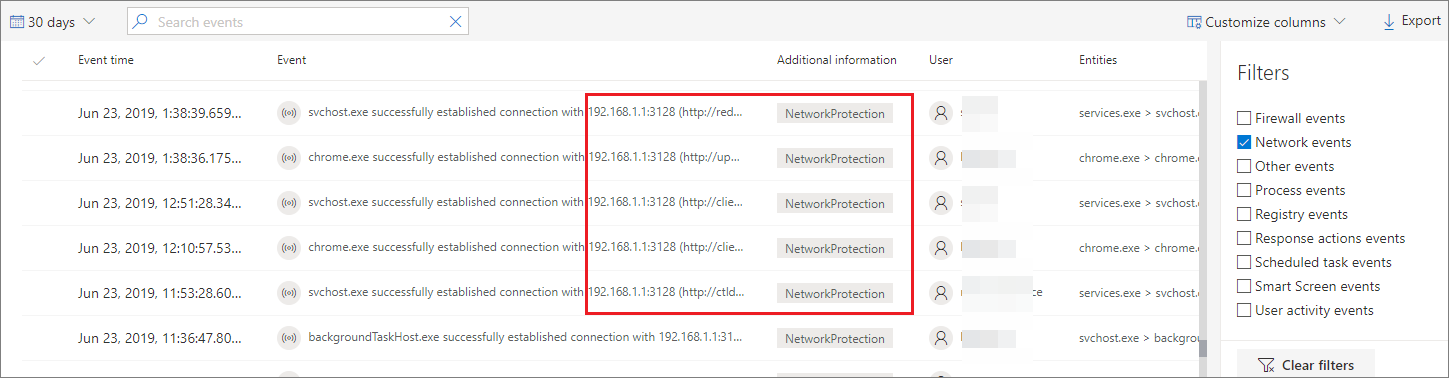 30 days
Search events
Customize columns
Export
Event time Event Additional information User Entities
Jun 23, 2019, 1:38:39.659... svchost.exe successfully established connection with 192.168.1.1:3128 (http://red... NetworkProtection s services.exe > svchost.e
Jun 23, 2019, 1:38:36.175... chrome.exe successfully established connection with 192.168.1.1:3128 (http://up... NetworkProtection chrome.exe > chrome.e
Jun 23, 2019, 12:51:28.34... svchost.exe successfully established connection with 192.168.1.1:3128 (http://clie... NetworkProtection s services.exe > svchost.e
Jun 23, 2019, 12:10:57.53... chrome.exe successfully established connection with 192.168.1.1:3128 (http://clie... NetworkProtection chrome.exe > chrome.e
Jun 23, 2019, 11:53:28.60... svchost.exe successfully established connection with 192.168.1.1:3128 (http://ctld... NetworkProtection ce services.exe > svchost.e
Jun 23, 2019, 11:36:47.80... backgroundTaskHost.exe successfully established connection with 192.168.1.1:31... NetworkProtection svchost.exe > backgrou
Filters
Firewall events
Network events
Other events
Process events
Registry events
Response actions events
Scheduled task events
Smart Screen events
User activity events
Clear filters